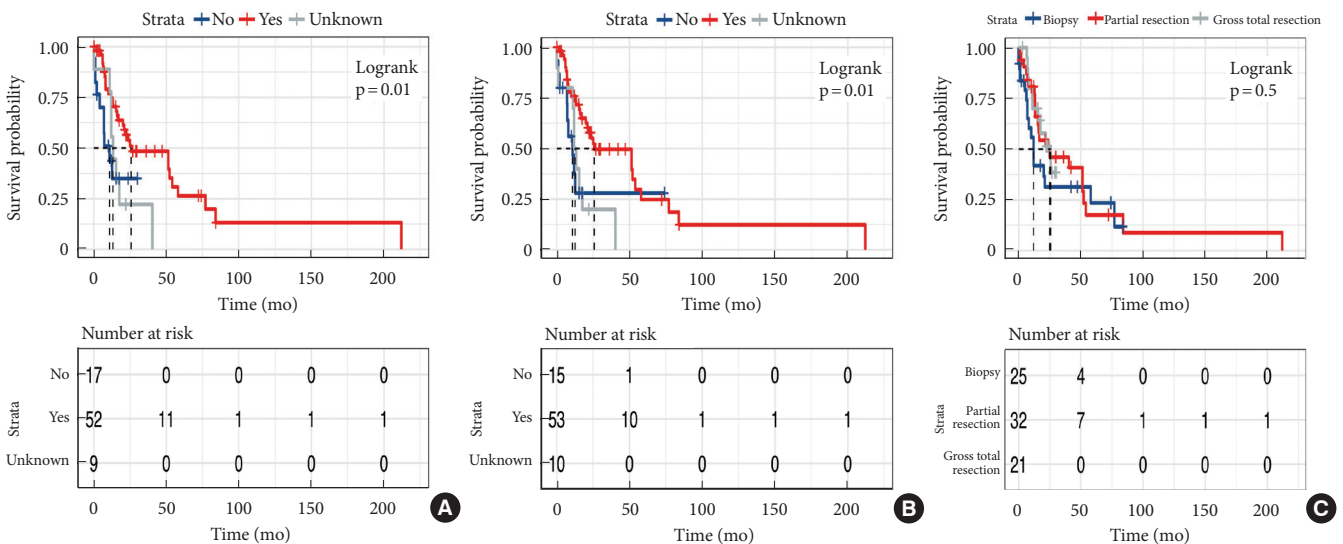 Strata No Yes Unknown
Survival probability
1.00
0.75
0.50
0.25
0
Logrank
p=0.01
0 50 100 150 200
Time (mo)
Number at risk
Strata
No 17 0 0 0 0
Yes 52 11 1 1 1
Unknown 9 0 0 0 0
0 50 100 150 200
Time (mo)
A
Strata No Yes Unknown
Survival probability
1.00
0.75
0.50
0.25
0
Logrank
p=0.01
0 50 100 150 200
Time (mo)
Number at risk
Strata
No 15 1 0 0 0
Yes 53 10 1 1 1
Unknown 10 0 0 0 0
0 50 100 150 200
Time (mo)
B
Strata Biopsy Partial resection Gross total resection
Survival probability
1.00
0.75
0.50
0.25
0
Logrank
p=0.5
0 50 100 150 200
Time (mo)
Number at risk
Strata
Biopsy 25 4 0 0 0
Partial
resection 32 7 1 1 1
Gross total
resection 21 0 0 0 0
0 50 100 150 200
Time (mo)
C